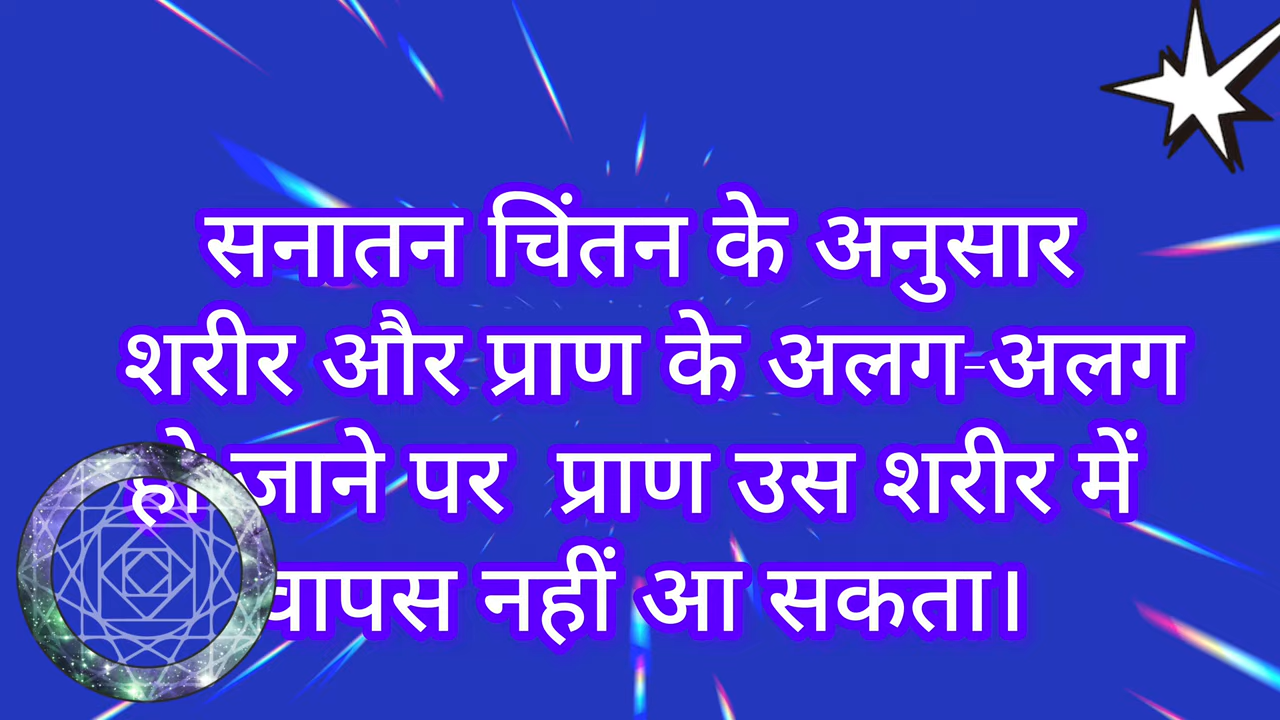 सनातन चिंतन के अनुसार
शरीर और प्राण के अलग-अलग
हो जाने पर प्राण उस शरीर में
वापस नहीं आ सकता।